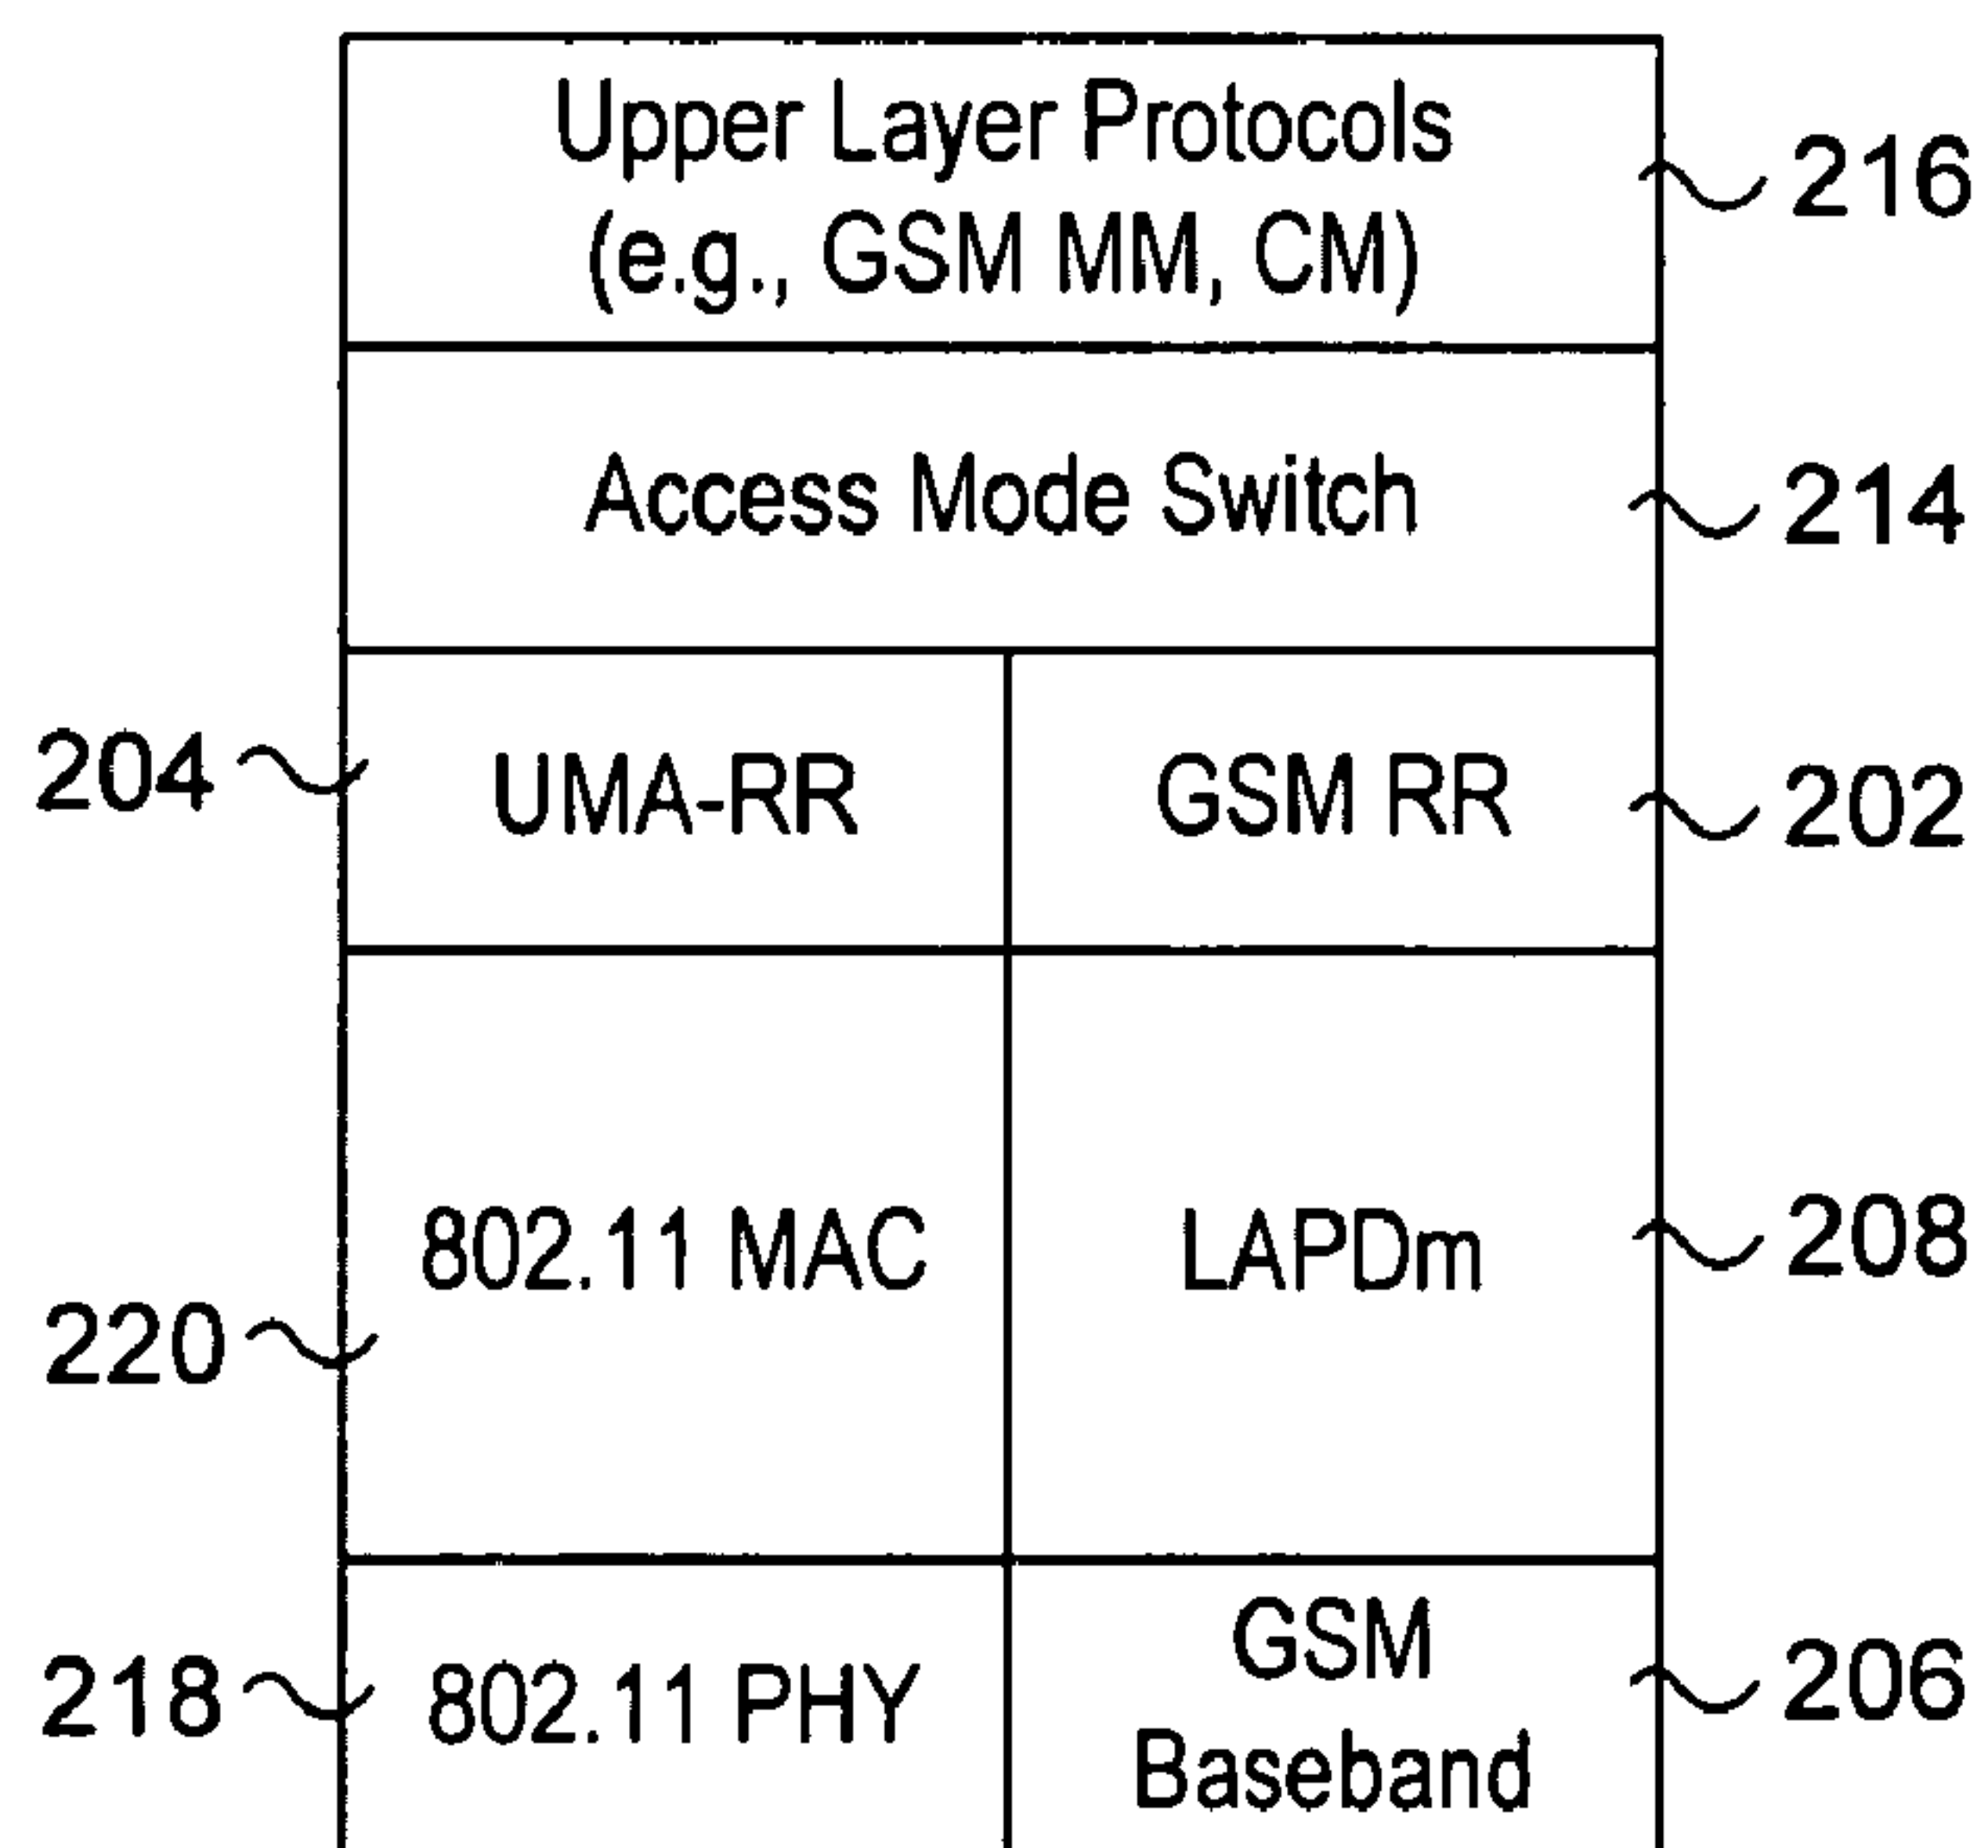 Upper Layer Protocols
(e.g., GSM MM, CM)
216
Access Mode Switch
214
204
UMA-RR
GSM RR
202
802.11 MAC
LAPDm
208
220
218
802.11 PHY
GSM
Baseband
206